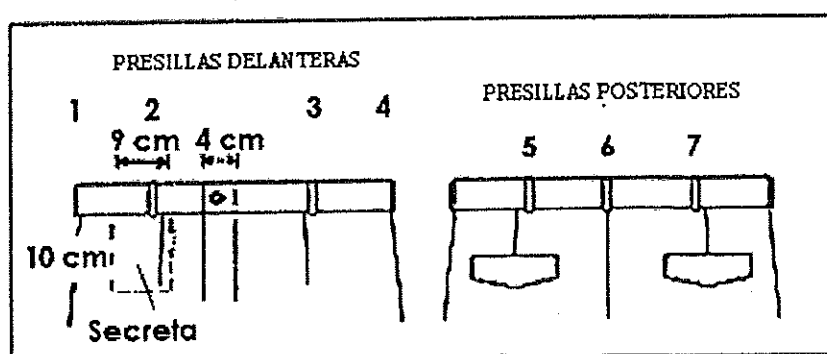 PRESILLAS DELANTERAS
1 2 3 4
9 cm 4 cm
10 cm
Secreta
PRESILLAS POSTERIORES
5 6 7